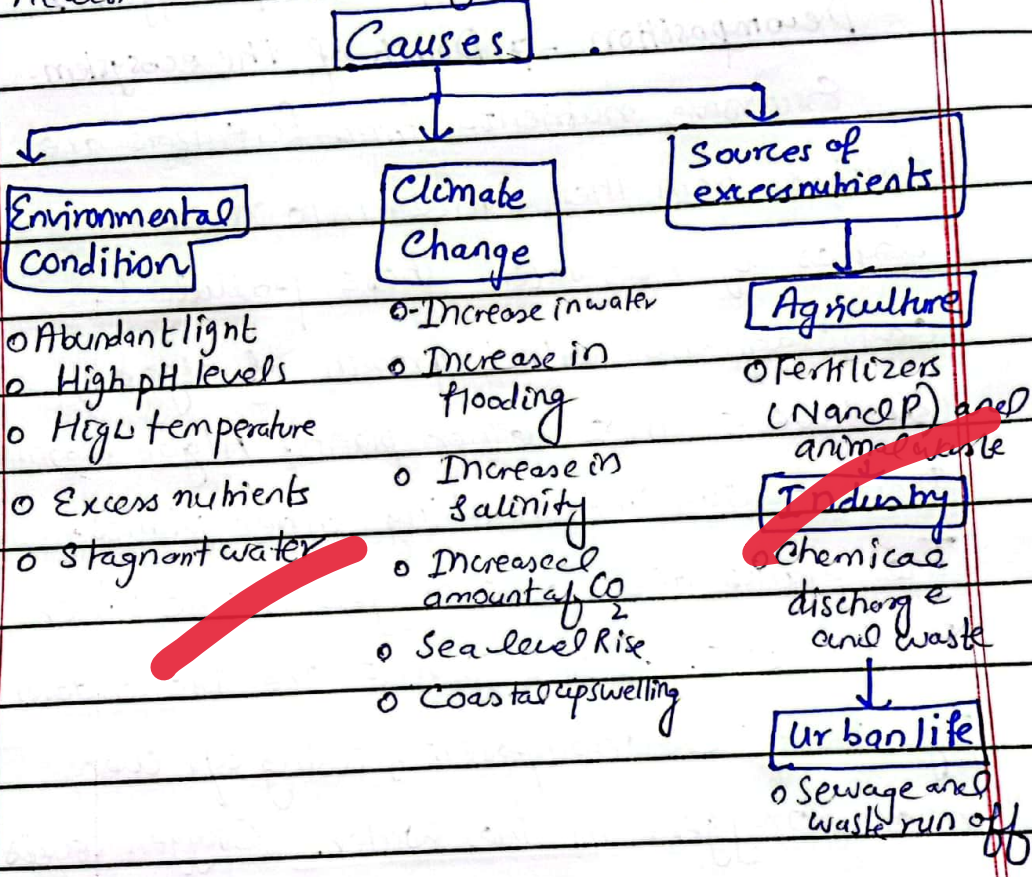 Causes.
Environmental
condition
o Abundant light
o High pH levels
o High temperature
o Excess nutrients
o Stagnant water
Climate
Change
o-Increase in water
o Increase in
flooding
o Increase in
Salinity
o Increased
amount of CO2
o Sea level Rise
o Coastal upswelling
Sources of
excess nutrients
Agriculture
o Fertilizers
(N and P) and
animal waste
Industry
o Chemical
discharge
and waste
Urban life
o Sewage and
waste run off